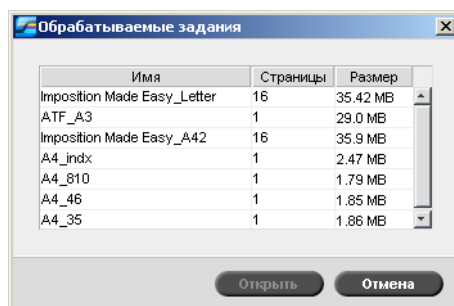 Обрабатываемые задания
Имя Страницы Размер
Imposition Made Easy_Letter 16 35.42 MB
ATF_A3 1 29.0 MB
Imposition Made Easy_A42 16 35.9 MB
A4_indx 1 2.47 MB
A4_810 1 1.79 MB
A4_46 1 1.85 MB
A4_35 1 1.86 MB
Открыть Отмена